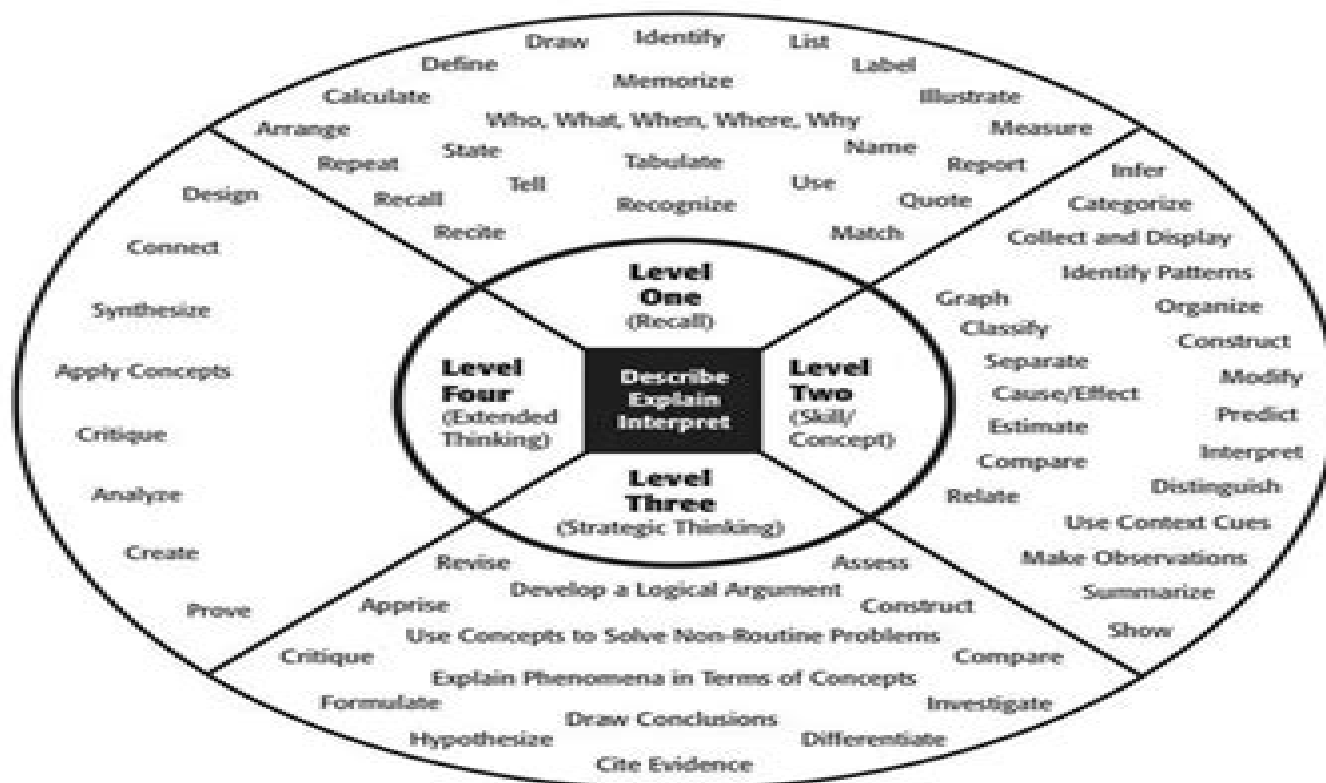 Draw Identify List
Define Label
Memorize
Calculate Illustrate
Who, What, When, Where, Why
Arrange Measure
State Name
Repeat Tabulate Report
Tell Use
Recall Recognize Quote
Recite Match
Level
One
(Recall)
Infer
Categorize
Collect and Display
Identify Patterns
Graph Organize
Classify Construct
Separate Modify
Cause/Effect
Predict
Estimate
Interpret
Compare
Distinguish
Relate
Use Context Cues
Make Observations
Summarize
Show
Level
Two
(Skill/
Concept)
Describe
Explain
Interpret
Level
Three
(Strategic Thinking)
Revise Assess
Develop a Logical Argument
Apprise Construct
Use Concepts to Solve Non-Routine Problems
Critique Compare
Explain Phenomena in Terms of Concepts
Formulate Investigate
Draw Conclusions
Hypothesize Differentiate
Cite Evidence
Level
Four
(Extended
Thinking)
Design
Connect
Synthesize
Apply Concepts
Critique
Analyze
Create
Prove